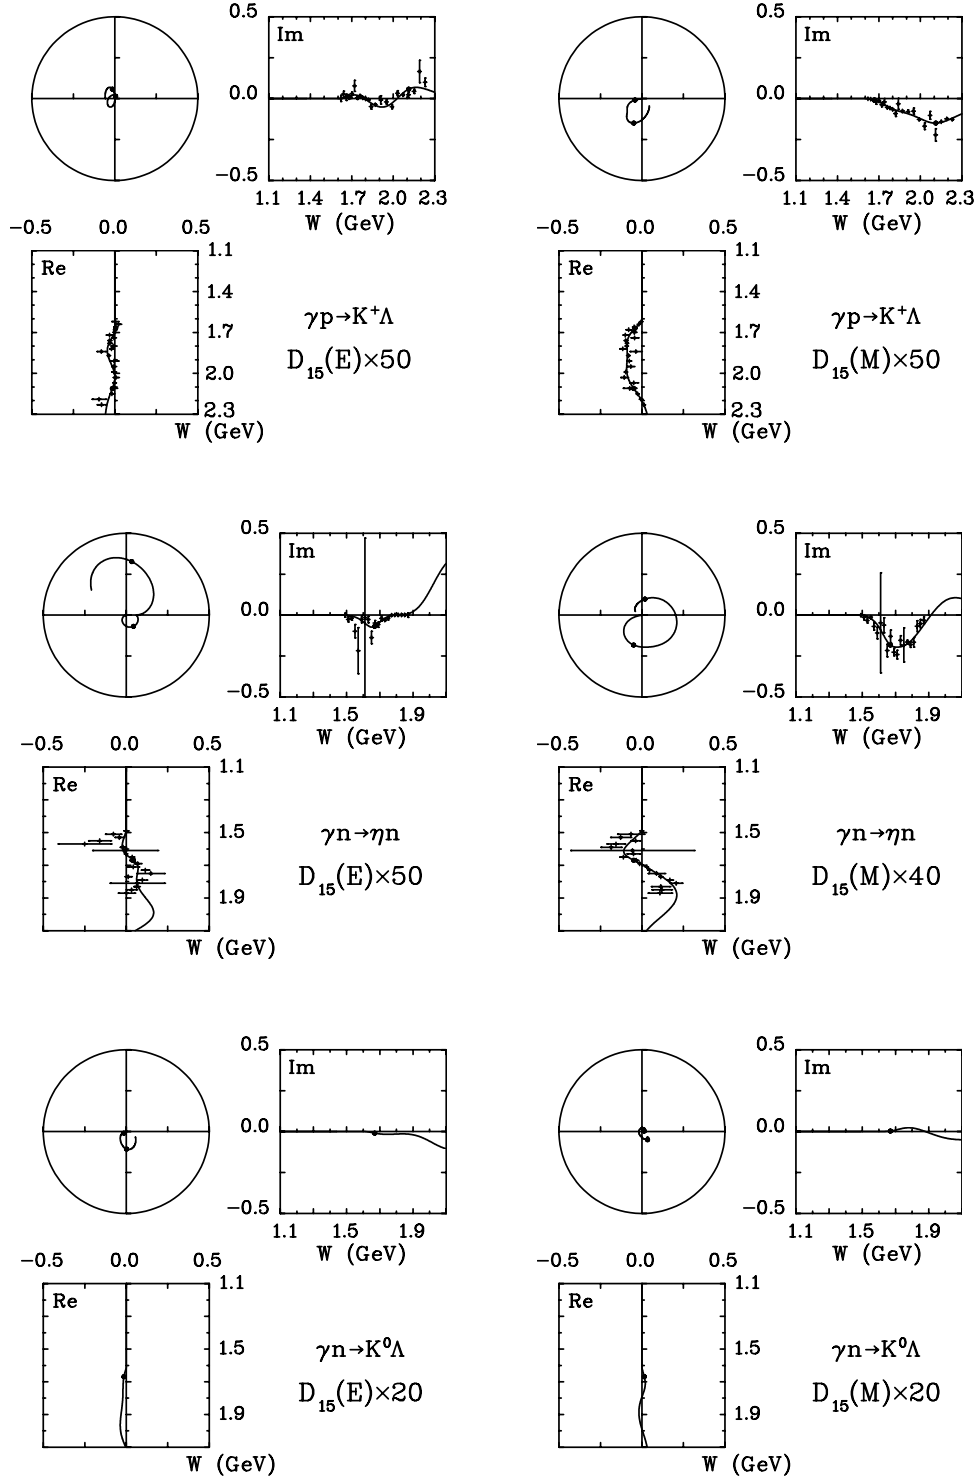 0.5 0.5
Im Im
0.0 0.0
−0.5 −0.5
1.1 1.4 1.7 2.0 2.3 1.1 1.4 1.7 2.0 2.3
W (GeV) W (GeV)
−0.5 0.0 0.5 −0.5 0.0 0.5
Re 1.1 Re 1.1
1.4 1.4
γp→K⁺Λ γp→K⁺Λ
1.7 1.7
D₁₅(E)×50 D₁₅(M)×50
2.0 2.0
2.3 2.3
W (GeV) W (GeV)
0.5 0.5
Im Im
0.0 0.0
−0.5 −0.5
1.1 1.5 1.9 1.1 1.5 1.9
W (GeV) W (GeV)
−0.5 0.0 0.5 −0.5 0.0 0.5
Re 1.1 Re 1.1
1.5 1.5
γn→ηn γn→ηn
D₁₅(E)×50 D₁₅(M)×40
1.9 1.9
W (GeV) W (GeV)
0.5 0.5
Im Im
0.0 0.0
−0.5 −0.5
1.1 1.5 1.9 1.1 1.5 1.9
W (GeV) W (GeV)
−0.5 0.0 0.5 −0.5 0.0 0.5
Re 1.1 Re 1.1
1.5 1.5
γn→K⁰Λ γn→K⁰Λ
D₁₅(E)×20 D₁₅(M)×20
1.9 1.9
W (GeV) W (GeV)